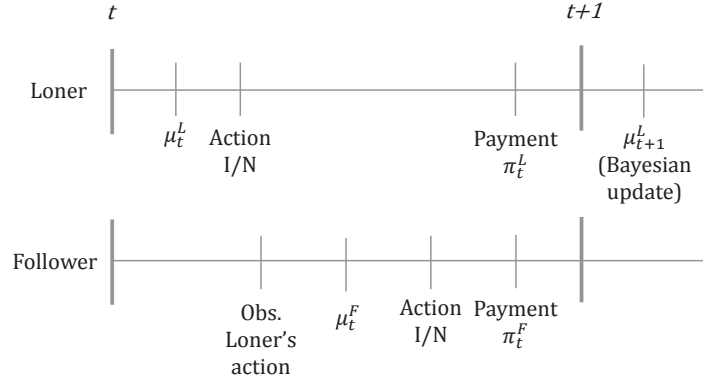 t t+1
Loner
μ_t^L Action Payment μ_{t+1}^L
I/N π_t^L (Bayesian
update)
Follower
Obs. μ_t^F Action Payment
Loner's I/N π_t^F
action